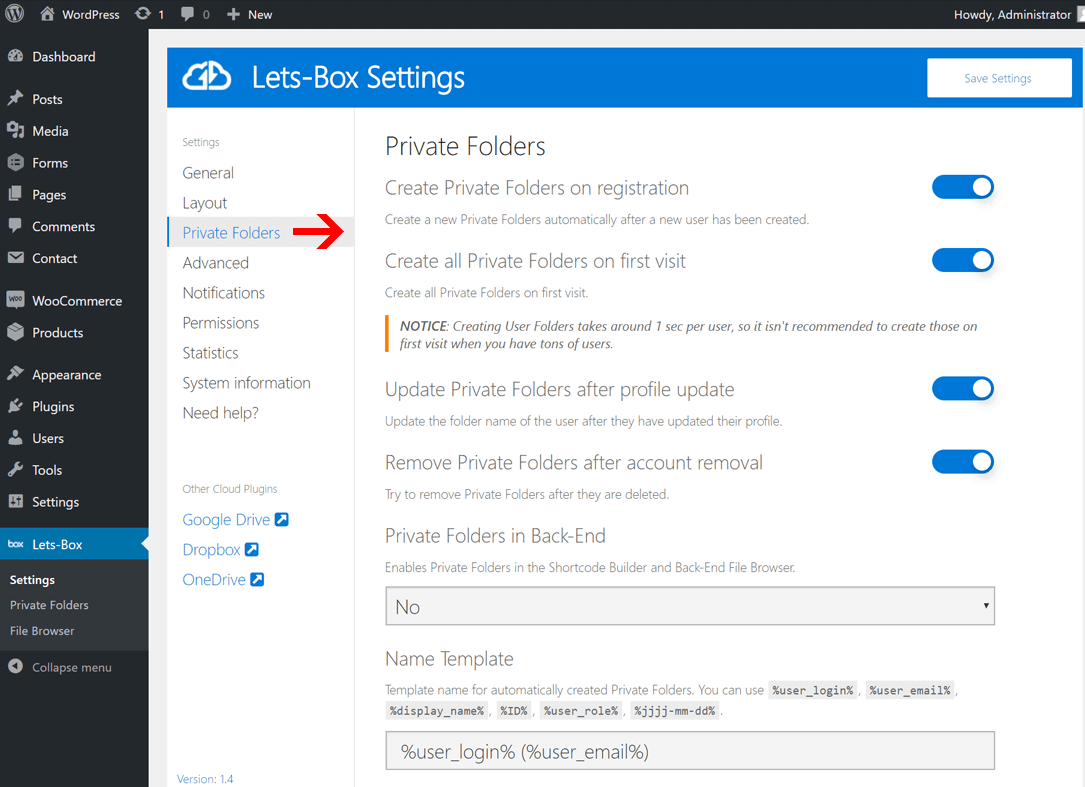 WordPress 1 0 New Howdy, Administrator
Dashboard
Posts
Media
Forms
Pages
Comments
Contact
WooCommerce
Products
Appearance
Plugins
Users
Tools
Settings
box Lets-Box
Settings
Private Folders
File Browser
Collapse menu
Lets-Box Settings
Save Settings
Settings
General
Layout
Private Folders
Advanced
Notifications
Permissions
Statistics
System information
Need help?
Other Cloud Plugins
Google Drive
Dropbox
OneDrive
Version: 1.4
Private Folders
Create Private Folders on registration
Create a new Private Folders automatically after a new user has been created.
Create all Private Folders on first visit
Create all Private Folders on first visit.
NOTICE: Creating User Folders takes around 1 sec per user, so it isn't recommended to create those on
first visit when you have tons of users.
Update Private Folders after profile update
Update the folder name of the user after they have updated their profile.
Remove Private Folders after account removal
Try to remove Private Folders after they are deleted.
Private Folders in Back-End
Enables Private Folders in the Shortcode Builder and Back-End File Browser.
No
Name Template
Template name for automatically created Private Folders. You can use %user_login% , %user_email% ,
%display_name% , %ID% , %user_role% , %jjjj-mm-dd% .
%user_login% (%user_email%)